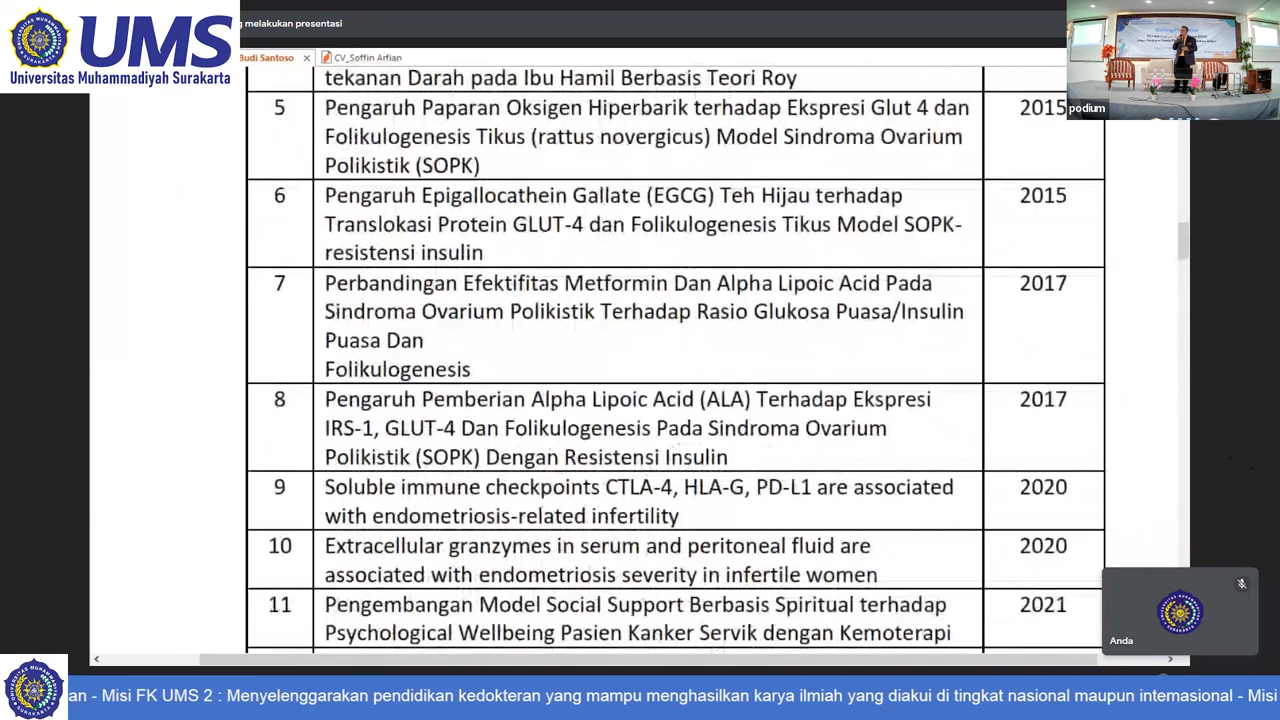 UMS
Universitas Muhammadiyah Surakarta
g melakukan presentasi
Budi Santoso
CV_Soffin Arfian
podium
tekanan Darah pada Ibu Hamil Berbasis Teori Roy
5 Pengaruh Paparan Oksigen Hiperbarik terhadap Ekspresi Glut 4 dan 2015
Folikulogenesis Tikus (rattus novergicus) Model Sindroma Ovarium
Polikistik (SOPK)
6 Pengaruh Epigallocathein Gallate (EGCG) Teh Hijau terhadap 2015
Translokasi Protein GLUT-4 dan Folikulogenesis Tikus Model SOPK-
resistensi insulin
7 Perbandingan Efektifitas Metformin Dan Alpha Lipoic Acid Pada 2017
Sindroma Ovarium Polikistik Terhadap Rasio Glukosa Puasa/Insulin
Puasa Dan
Folikulogenesis
8 Pengaruh Pemberian Alpha Lipoic Acid (ALA) Terhadap Ekspresi 2017
IRS-1, GLUT-4 Dan Folikulogenesis Pada Sindroma Ovarium
Polikistik (SOPK) Dengan Resistensi Insulin
9 Soluble immune checkpoints CTLA-4, HLA-G, PD-L1 are associated 2020
with endometriosis-related infertility
10 Extracellular granzymes in serum and peritoneal fluid are 2020
associated with endometriosis severity in infertile women
11 Pengembangan Model Social Support Berbasis Spiritual terhadap 2021
Psychological Wellbeing Pasien Kanker Servik dengan Kemoterapi
Anda
an - Misi FK UMS 2 : Menyelenggarakan pendidikan kedokteran yang mampu menghasilkan karya ilmiah yang diakui di tingkat nasional maupun internasional - Misi